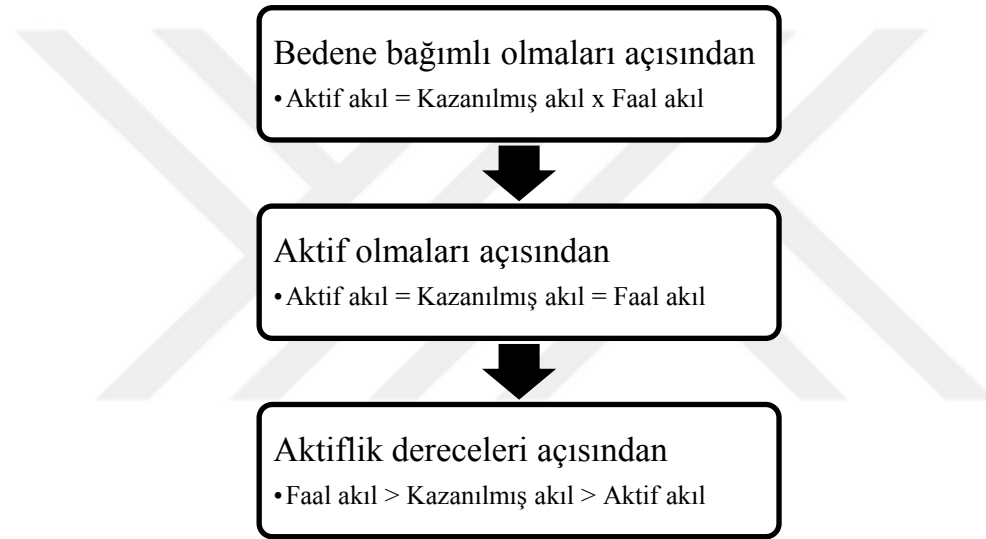 Bedene bağımlı olmaları açısından
•Aktif akıl = Kazanılmış akıl x Faal akıl
Aktif olmaları açısından
•Aktif akıl = Kazanılmış akıl = Faal akıl
Aktiflik dereceleri açısından
•Faal akıl > Kazanılmış akıl > Aktif akıl